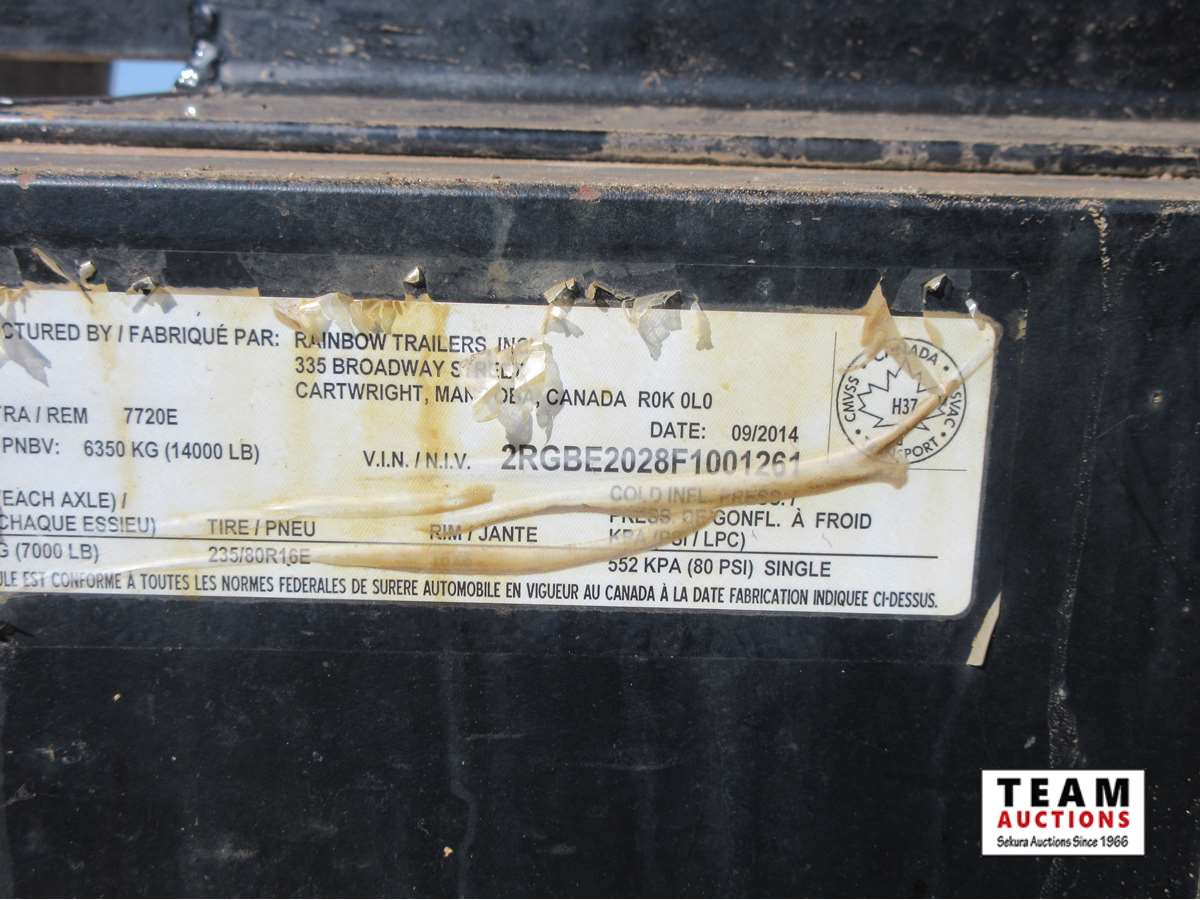 CTURED BY / FABRIQUÉ PAR: RAINBOW TRAILERS, INC
335 BROADWAY STREET
CARTWRIGHT, MANITOBA, CANADA R0K 0L0
TRA / REM 7720E
DATE: 09/2014
PNBV: 6350 KG (14000 LB)
V.I.N. / N.I.V. 2RGBE2028F1001261
(EACH AXLE) /
CHAQUE ESSIEU) TIRE / PNEU RIM / JANTE
COLD INFL. PRESS. /
PRESS. DE GONFL. À FROID
KPA (PSI / LPC)
G (7000 LB) 235/80R16E 552 KPA (80 PSI) SINGLE
ULE EST CONFORME À TOUTES LES NORMES FEDERALES DE SURERE AUTOMOBILE EN VIGUEUR AU CANADA À LA DATE FABRICATION INDIQUEE CI-DESSUS.
CANADA
CMVSS
H37
SVAC
TEAM
AUCTIONS
Sekura Auctions Since 1966